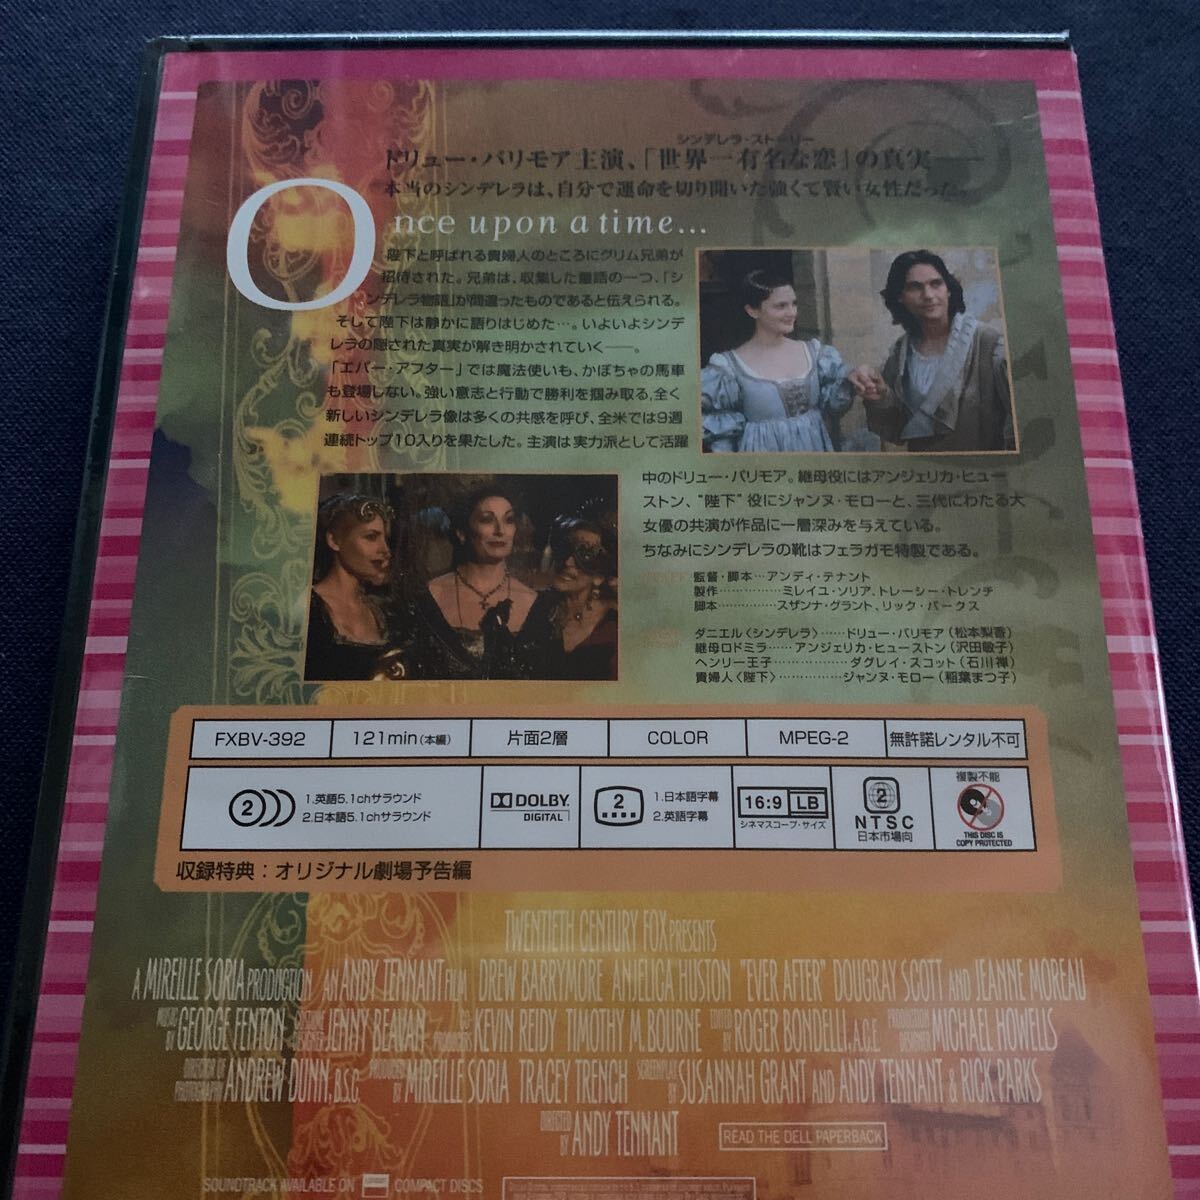 シンデレラ・ストーリー
ドリュー・バリモア主演、「世界一有名な恋」の真実──
本当のシンデレラは、自分で運命を切り開いた強くて賢い女性だった。
Once upon a time...
陛下と呼ばれる貴婦人のところにグリム兄弟が
招待された。兄弟は、収集した童話の一つ、「シ
ンデレラ物語」が間違ったものであると伝えられる。
そして陛下は静かに語りはじめた…。いよいよシンデ
レラの隠された真実が解き明かされていく──。
「エバー・アフター」では魔法使いも、かぼちゃの馬車
も登場しない。強い意志と行動で勝利を掴み取る、全く
新しいシンデレラ像は多くの共感を呼び、全米では9週
連続トップ10入りを果たした。主演は実力派として活躍
中のドリュー・バリモア。継母役にはアンジェリカ・ヒュー
ストン、“陛下”役にジャンヌ・モローと、三代にわたる大
女優の共演が作品に一層深みを与えている。
ちなみにシンデレラの靴はフェラガモ特製である。
監督・脚本…アンディ・テナント
製作……………ミレイユ・ソリア、トレーシー・トレンチ
脚本……………スザンナ・グラント、リック・パークス
ダニエル〈シンデレラ〉……ドリュー・バリモア(松本梨香)
継母ロドミラ……アンジェリカ・ヒューストン(沢田敏子)
ヘンリー王子……………ダグレイ・スコット(石川禅)
貴婦人〈陛下〉……………ジャンヌ・モロー(稲葉まつ子)
FXBV-392 121min(本編) 片面2層 COLOR MPEG-2 無許諾レンタル不可
2 1.英語5.1chサラウンド
2.日本語5.1chサラウンド
DOLBY DIGITAL
2 1.日本語字幕
2.英語字幕
16:9 LB
シネマスコープ・サイズ
2
NTSC
日本市場向
複製不能
THIS DISC IS
COPY PROTECTED
収録特典：オリジナル劇場予告編
TWENTIETH CENTURY FOX PRESENTS
A MIREILLE SORIA PRODUCTION AN ANDY TENNANT FILM DREW BARRYMORE ANJELICA HUSTON "EVER AFTER" DOUGRAY SCOTT AND JEANNE MOREAU
MUSIC BY GEORGE FENTON COSTUME DESIGNER JENNY BEAVAN CO PRODUCERS KEVIN REIDY TIMOTHY M. BOURNE EDITED BY ROGER BONDELLI, A.C.E. PRODUCTION DESIGNER MICHAEL HOWELLS
DIRECTOR OF PHOTOGRAPHY ANDREW DUNN, B.S.C. PRODUCED BY MIREILLE SORIA TRACEY TRENCH SCREENPLAY BY SUSANNAH GRANT AND ANDY TENNANT & RICK PARKS
DIRECTED BY ANDY TENNANT
READ THE DELL PAPERBACK
SOUNDTRACK AVAILABLE ON COMPACT DISCS